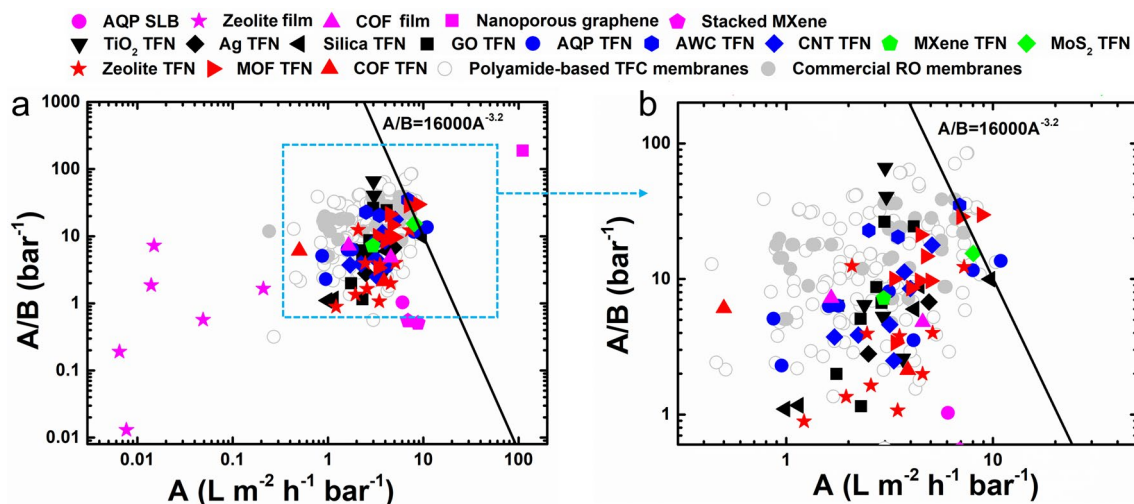 AQP SLB Zeolite film COF film Nanoporous graphene Stacked MXene
TiO₂ TFN Ag TFN Silica TFN GO TFN AQP TFN AWC TFN CNT TFN MXene TFN MoS₂ TFN
Zeolite TFN MOF TFN COF TFN Polyamide-based TFC membranes Commercial RO membranes
a
A/B=16000A⁻³·²
1000
100
10
1
0.1
0.01
A/B (bar⁻¹)
0.01 0.1 1 10 100
A (L m⁻² h⁻¹ bar⁻¹)
b
A/B=16000A⁻³·²
100
10
1
A/B (bar⁻¹)
1 10
A (L m⁻² h⁻¹ bar⁻¹)